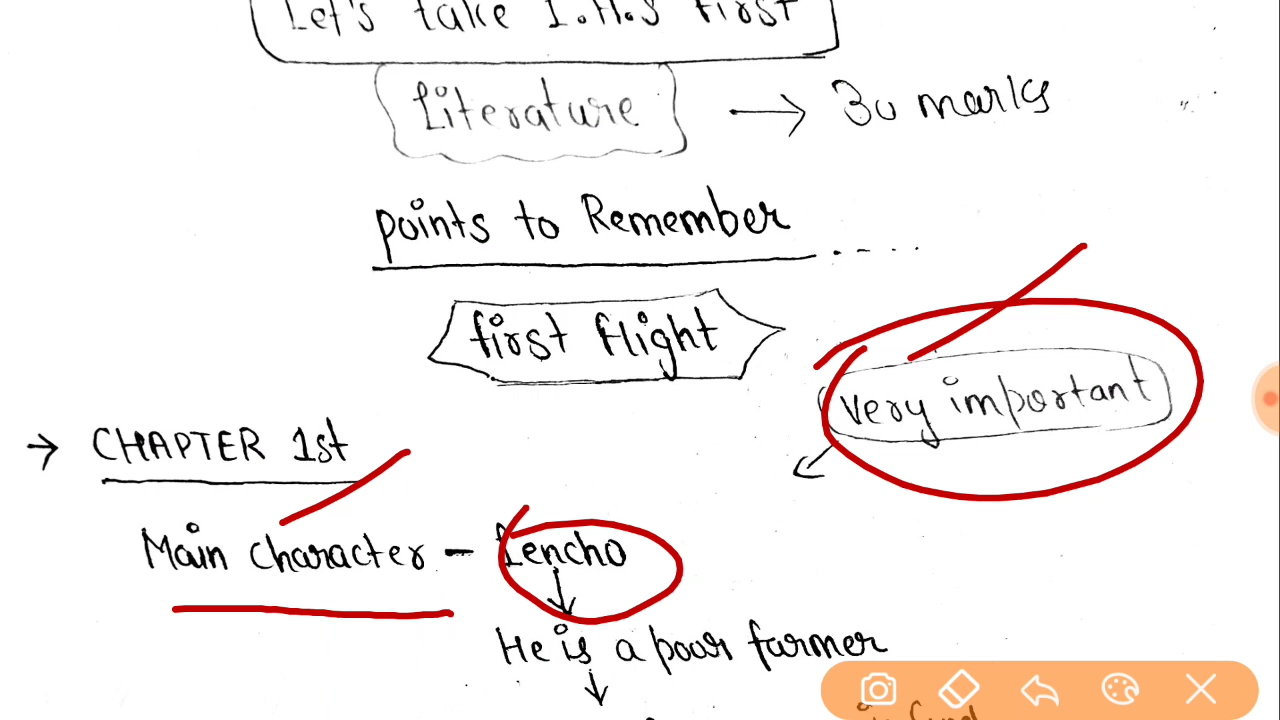 Let's take I.H.S first
Literature → 30 marks
points to Remember .....
first flight
very important
→ CHAPTER 1st
Main character - Lencho
He is a poor farmer